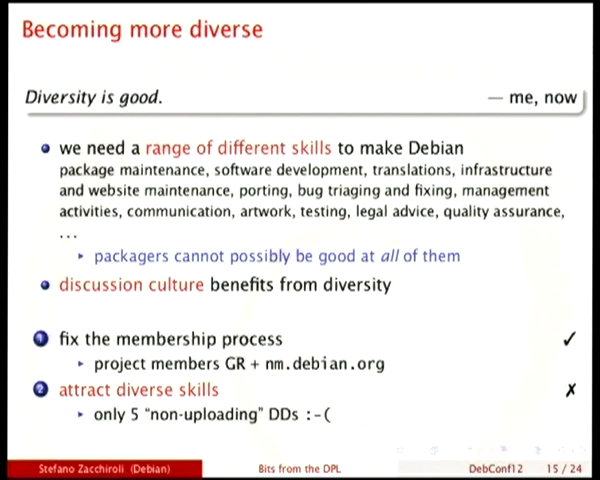 Becoming more diverse
Diversity is good.
— me, now
we need a range of different skills to make Debian
package maintenance, software development, translations, infrastructure
and website maintenance, porting, bug triaging and fixing, management
activities, communication, artwork, testing, legal advice, quality assurance,
...
packagers cannot possibly be good at all of them
discussion culture benefits from diversity
1 fix the membership process ✓
project members GR + nm.debian.org
2 attract diverse skills ✗
only 5 “non-uploading” DDs :-(
Stefano Zacchiroli (Debian) Bits from the DPL DebConf12 15 / 24